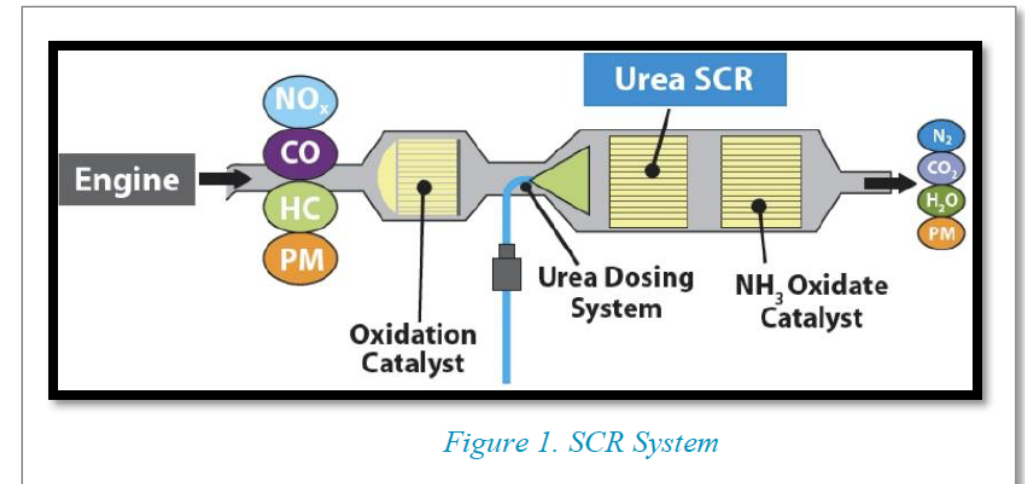 Urea SCR
NOₓ
CO
HC
PM
Engine
N₂
CO₂
H₂O
PM
Urea Dosing
System
NH₃ Oxidate
Catalyst
Oxidation
Catalyst
Figure 1. SCR System